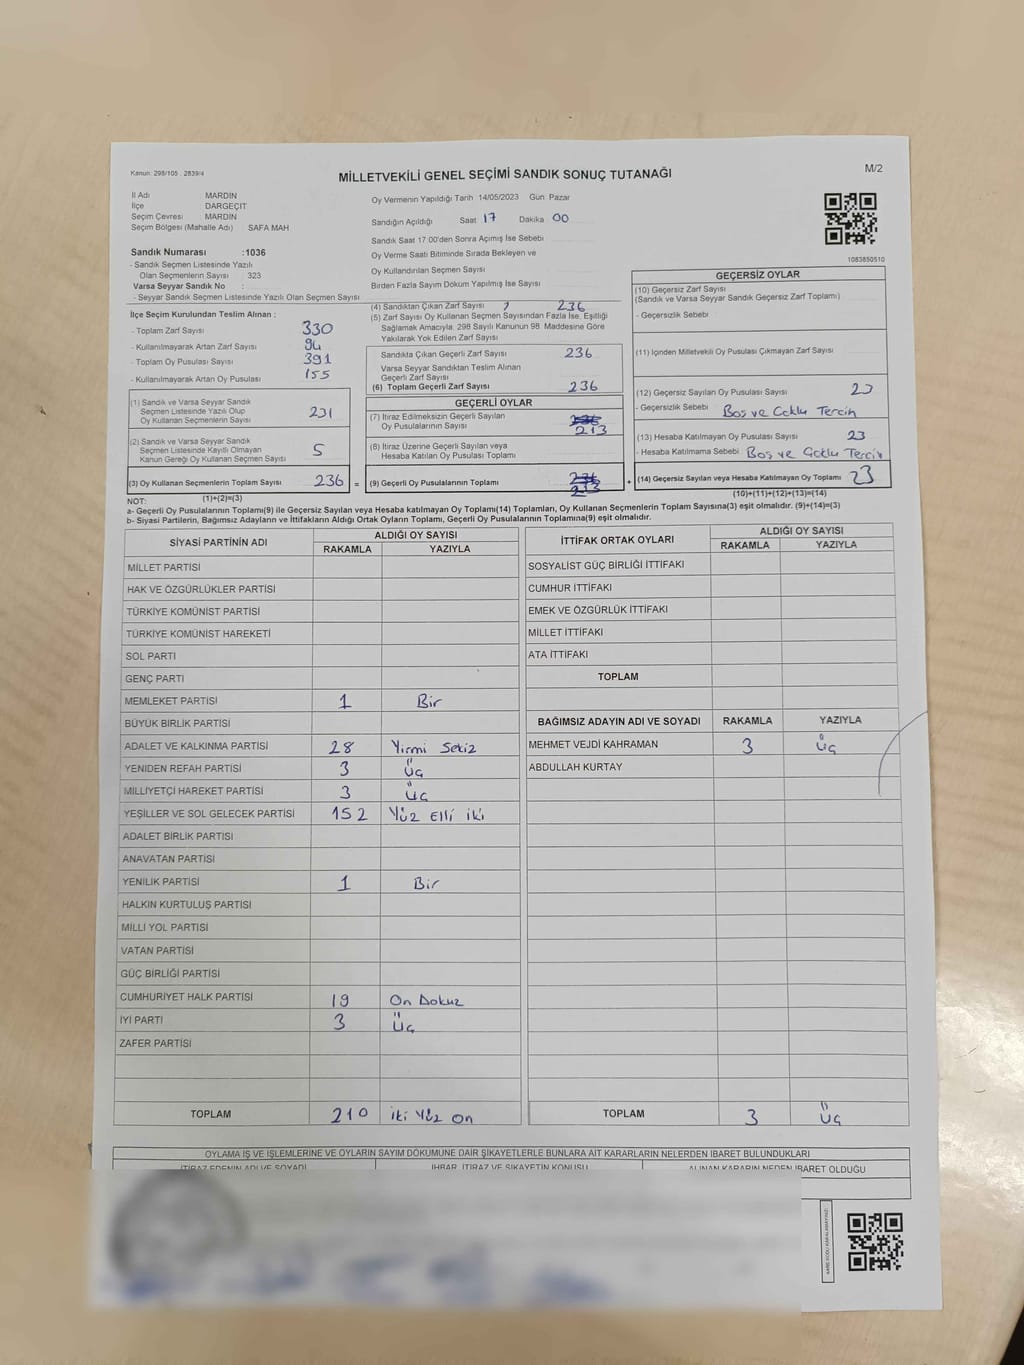 Kanun: 298/105 . 2839/4
MİLLETVEKİLİ GENEL SEÇİMİ SANDIK SONUÇ TUTANAĞI
M/2
İl Adı MARDİN
İlçe DARGEÇİT
Seçim Çevresi MARDİN
Seçim Bölgesi (Mahalle Adı) SAFA MAH
Sandık Numarası :1036
- Sandık Seçmen Listesinde Yazılı
Olan Seçmenlerin Sayısı : 323
Varsa Seyyar Sandık No :
- Seyyar Sandık Seçmen Listesinde Yazılı Olan Seçmen Sayısı
Oy Vermenin Yapıldığı Tarih 14/05/2023 Gün: Pazar
Sandığın Açıldığı Saat 17 Dakika 00
Sandık Saat 17.00'den Sonra Açımış İse Sebebi
Oy Verme Saati Bitiminde Sırada Bekleyen ve
Oy Kullandırılan Seçmen Sayısı
Birden Fazla Sayım Döküm Yapılmış İse Sayısı
1083850510
İlçe Seçim Kurulundan Teslim Alınan :
- Toplam Zarf Sayısı 330
- Kullanılmayarak Artan Zarf Sayısı 94
- Toplam Oy Pusulası Sayısı 391
- Kullanılmayarak Artan Oy Pusulası 155
(1) Sandık ve Varsa Seyyar Sandık
Seçmen Listesinde Yazılı Olup
Oy Kullanan Seçmenlerin Sayısı 231
(2) Sandık ve Varsa Seyyar Sandık
Seçmen Listesinde Kayıtlı Olmayan
Kanun Gereği Oy Kullanan Seçmen Sayısı 5
(3) Oy Kullanan Seçmenlerin Toplam Sayısı 236 =
(1)+(2)=(3)
(4) Sandıktan Çıkan Zarf Sayısı 236
(5) Zarf Sayısı Oy Kullanan Seçmen Sayısından Fazla İse, Eşitliği
Sağlamak Amacıyla, 298 Sayılı Kanunun 98. Maddesine Göre
Yakılarak Yok Edilen Zarf Sayısı
Sandıkta Çıkan Geçerli Zarf Sayısı 236
Varsa Seyyar Sandıktan Teslim Alınan
Geçerli Zarf Sayısı
(6) Toplam Geçerli Zarf Sayısı 236
GEÇERLİ OYLAR
(7) İtiraz Edilmeksizin Geçerli Sayılan
Oy Pusulalarının Sayısı 236 213
(8) İtiraz Üzerine Geçerli Sayılan veya
Hesaba Katılan Oy Pusulası Toplamı
(9) Geçerli Oy Pusulalarının Toplamı 236 213 +
GEÇERSİZ OYLAR
(10) Geçersiz Zarf Sayısı
(Sandık ve Varsa Seyyar Sandık Geçersiz Zarf Toplamı)
- Geçersizlik Sebebi
(11) İçinden Milletvekili Oy Pusulası Çıkmayan Zarf Sayısı
(12) Geçersiz Sayılan Oy Pusulası Sayısı 23
- Geçersizlik Sebebi Boş ve Çoklu Tercih
(13) Hesaba Katılmayan Oy Pusulası Sayısı 23
- Hesaba Katılmama Sebebi Boş ve Çoklu Tercih
(14) Geçersiz Sayılan veya Hesaba Katılmayan Oy Toplamı 23
(10)+(11)+(12)+(13)=(14)
NOT:
a- Geçerli Oy Pusulalarının Toplamı(9) ile Geçersiz Sayılan veya Hesaba katılmayan Oy Toplamı(14) Toplamları, Oy Kullanan Seçmenlerin Toplam Sayısına(3) eşit olmalıdır. (9)+(14)=(3)
b- Siyasi Partilerin, Bağımsız Adayların ve İttifakların Aldığı Ortak Oyların Toplamı, Geçerli Oy Pusulalarının Toplamına(9) eşit olmalıdır.
SİYASİ PARTİNİN ADI ALDIĞI OY SAYISI
RAKAMLA YAZIYLA
MİLLET PARTİSİ
HAK VE ÖZGÜRLÜKLER PARTİSİ
TÜRKİYE KOMÜNİST PARTİSİ
TÜRKİYE KOMÜNİST HAREKETİ
SOL PARTİ
GENÇ PARTİ
MEMLEKET PARTİSİ 1 Bir
BÜYÜK BİRLİK PARTİSİ
ADALET VE KALKINMA PARTİSİ 28 Yirmi Sekiz
YENİDEN REFAH PARTİSİ 3 Üç
MİLLİYETÇİ HAREKET PARTİSİ 3 Üç
YEŞİLLER VE SOL GELECEK PARTİSİ 152 Yüz Elli iki
ADALET BİRLİK PARTİSİ
ANAVATAN PARTİSİ
YENİLİK PARTİSİ 1 Bir
HALKIN KURTULUŞ PARTİSİ
MİLLİ YOL PARTİSİ
VATAN PARTİSİ
GÜÇ BİRLİĞİ PARTİSİ
CUMHURİYET HALK PARTİSİ 19 On Dokuz
İYİ PARTİ 3 Üç
ZAFER PARTİSİ
TOPLAM 210 iki Yüz On
İTTİFAK ORTAK OYLARI ALDIĞI OY SAYISI
RAKAMLA YAZIYLA
SOSYALİST GÜÇ BİRLİĞİ İTTİFAKI
CUMHUR İTTİFAKI
EMEK VE ÖZGÜRLÜK İTTİFAKI
MİLLET İTTİFAKI
ATA İTTİFAKI
TOPLAM
BAĞIMSIZ ADAYIN ADI VE SOYADI RAKAMLA YAZIYLA
MEHMET VEJDİ KAHRAMAN 3 Üç
ABDULLAH KURTAY
TOPLAM 3 Üç
OYLAMA İŞ VE İŞLEMLERİNE VE OYLARIN SAYIM DÖKÜMÜNE DAİR ŞİKAYETLERLE BUNLARA AİT KARARLARIN NELERDEN İBARET BULUNDUKLARI
İTİRAZ EDENİN ADI VE SOYADI İHBAR, İTİRAZ VE ŞİKAYETİN KONUSU ALINAN KARARIN NEDEN İBARET OLDUĞU